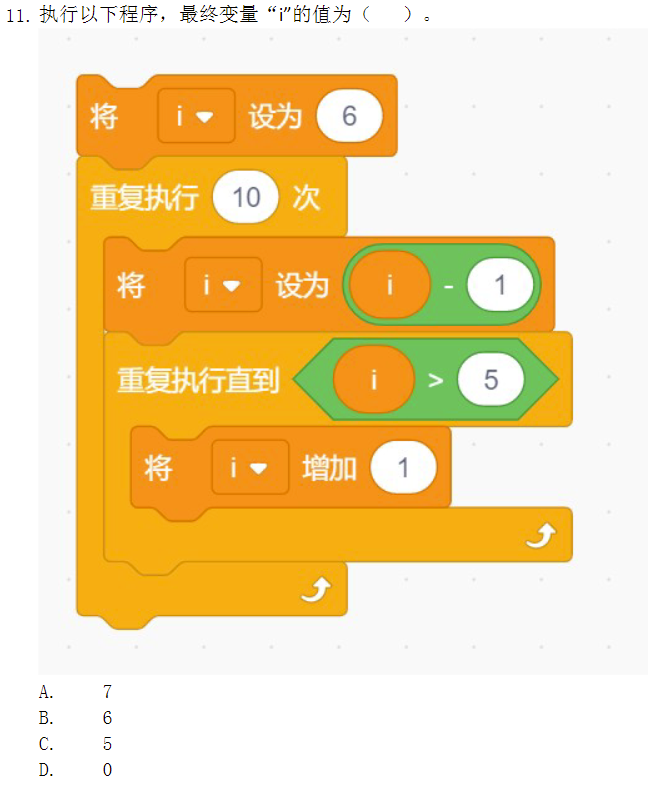 11. 执行以下程序，最终变量“i”的值为（　　）。
将 i 设为 6
重复执行 10 次
将 i 设为 i - 1
重复执行直到 i > 5
将 i 增加 1
A. 7
B. 6
C. 5
D. 0